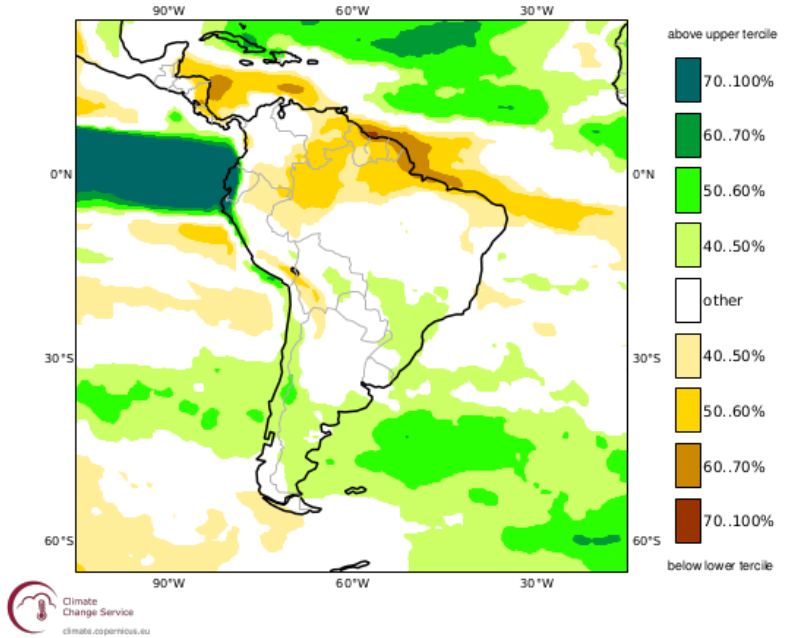 90°W 60°W 30°W
above upper tercile
70..100%
60..70%
50..60%
40..50%
other
40..50%
50..60%
60..70%
70..100%
below lower tercile
0°N 0°N
30°S 30°S
60°S 60°S
90°W 60°W 30°W
Climate
Change Service
climate.copernicus.eu